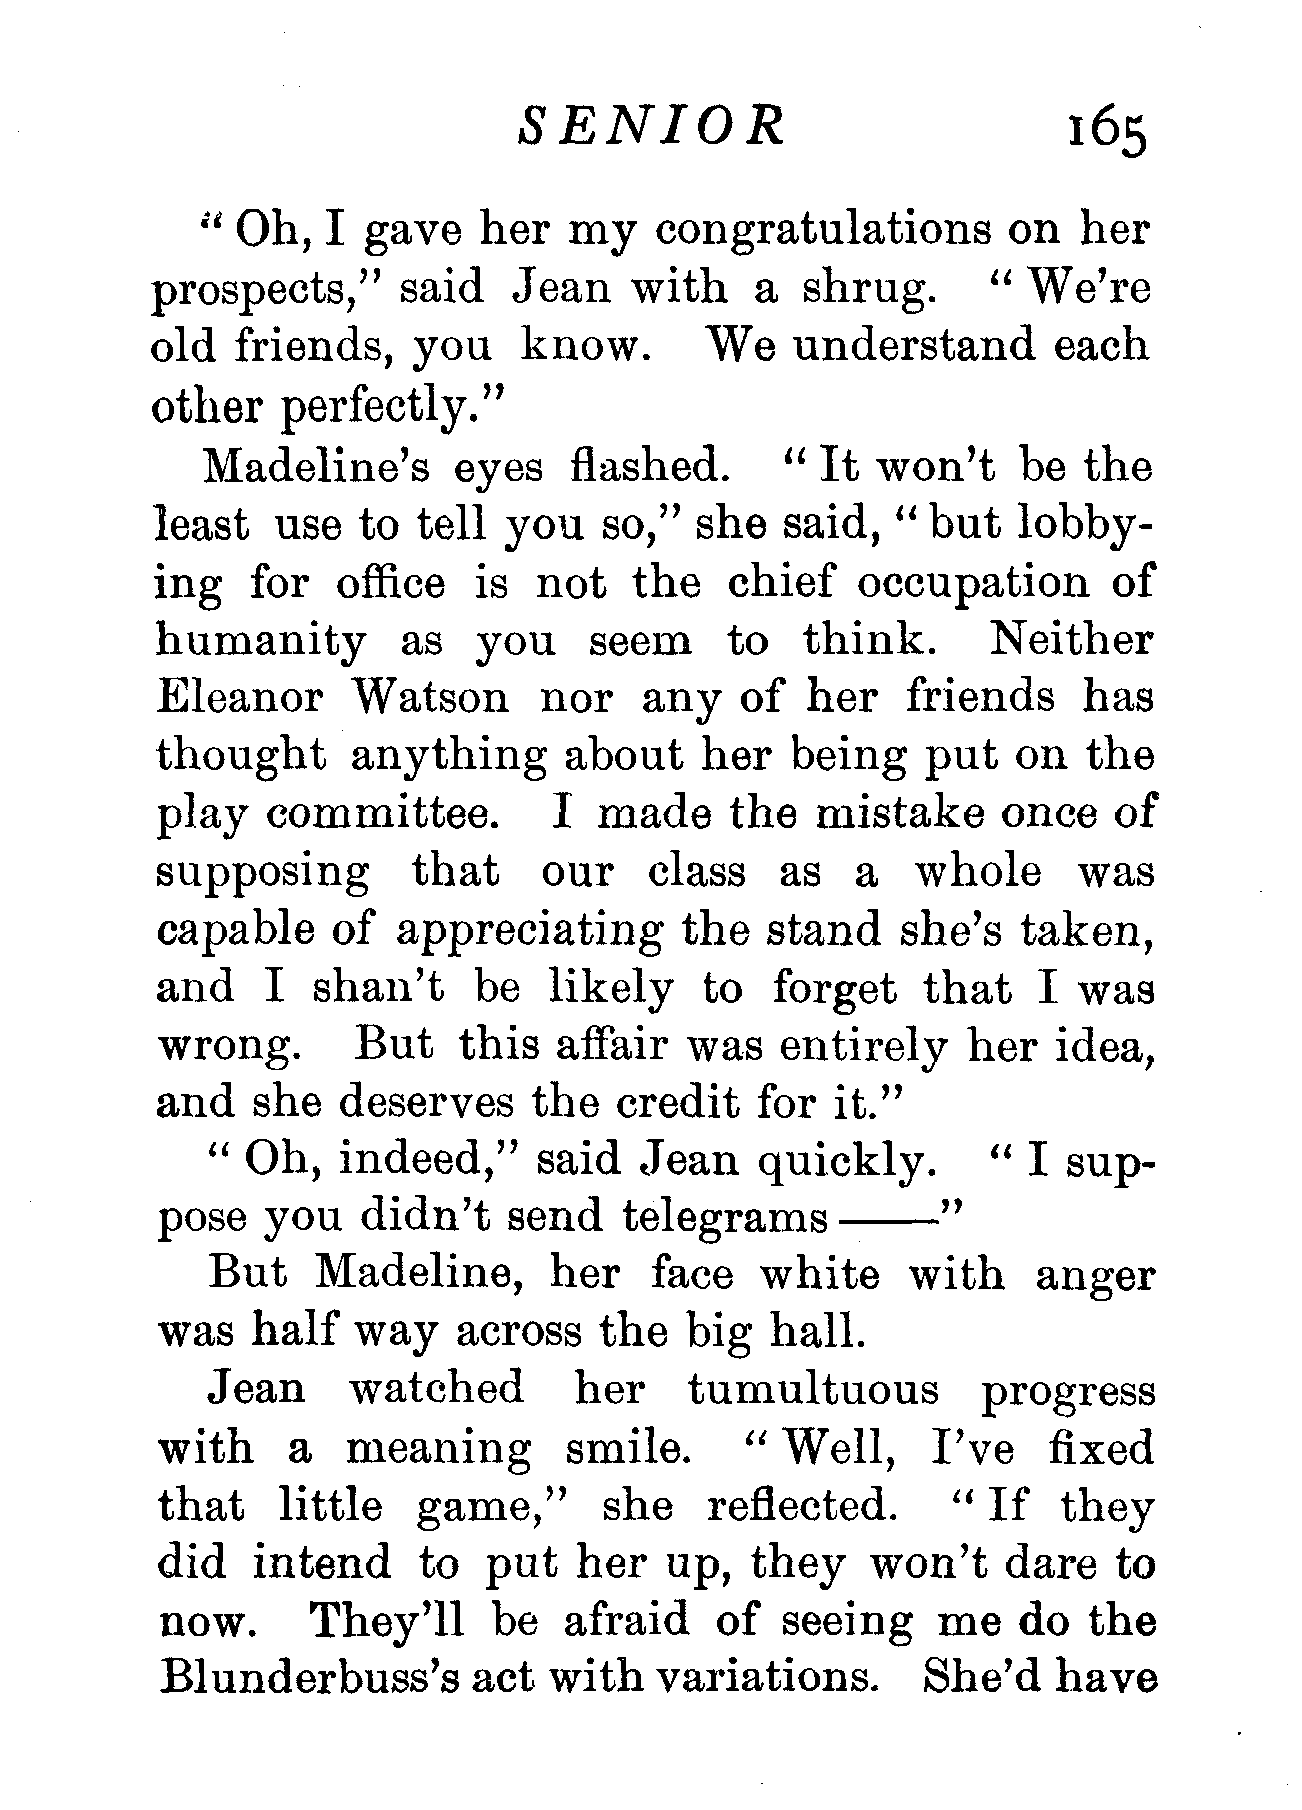 SENIOR 165
“ Oh, I gave her my congratulations on her
prospects,” said Jean with a shrug. “ We’re
old friends, you know. We understand each
other perfectly.”
Madeline’s eyes flashed. “ It won’t be the
least use to tell you so,” she said, “ but lobby-
ing for office is not the chief occupation of
humanity as you seem to think. Neither
Eleanor Watson nor any of her friends has
thought anything about her being put on the
play committee. I made the mistake once of
supposing that our class as a whole was
capable of appreciating the stand she’s taken,
and I shan’t be likely to forget that I was
wrong. But this affair was entirely her idea,
and she deserves the credit for it.”
“ Oh, indeed,” said Jean quickly. “ I sup-
pose you didn’t send telegrams ——”
But Madeline, her face white with anger
was half way across the big hall.
Jean watched her tumultuous progress
with a meaning smile. “ Well, I’ve fixed
that little game,” she reflected. “ If they
did intend to put her up, they won’t dare to
now. They’ll be afraid of seeing me do the
Blunderbuss’s act with variations. She’d have